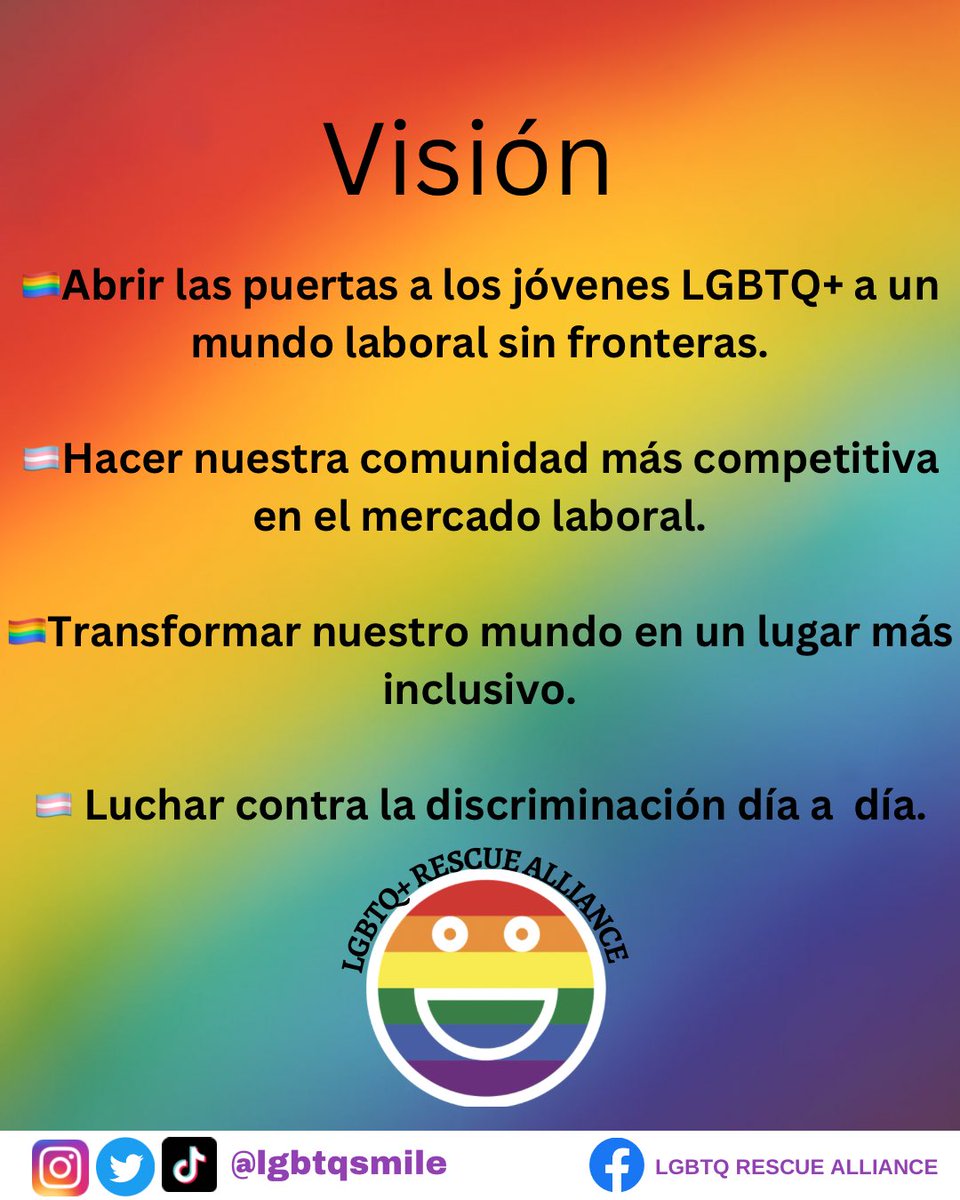 Visión
🏳️‍🌈Abrir las puertas a los jóvenes LGBTQ+ a un
mundo laboral sin fronteras.
🏳️‍⚧️Hacer nuestra comunidad más competitiva
en el mercado laboral.
🏳️‍🌈Transformar nuestro mundo en un lugar más
inclusivo.
🏳️‍⚧️ Luchar contra la discriminación día a  día.
LGBTQ+ RESCUE ALLIANCE
@lgbtqsmile
LGBTQ RESCUE ALLIANCE